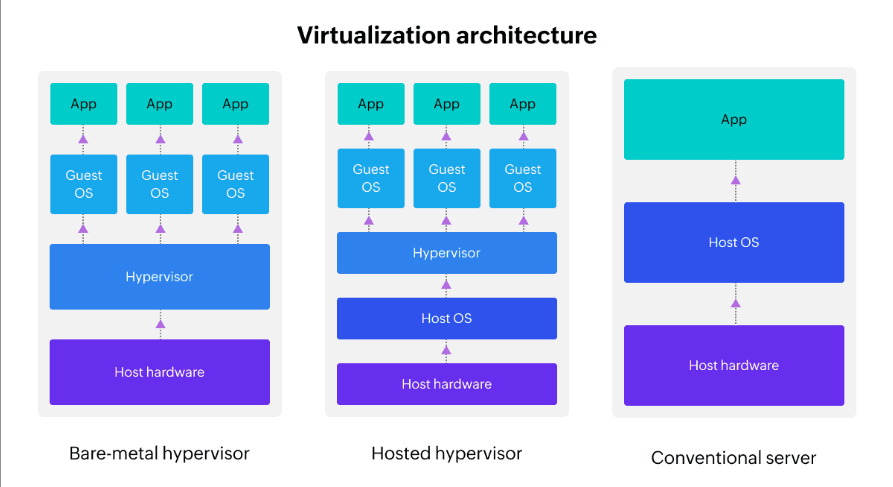 Virtualization architecture
App
App
App
Guest
OS
Guest
OS
Guest
OS
Hypervisor
Host hardware
Bare-metal hypervisor
App
App
App
Guest
OS
Guest
OS
Guest
OS
Hypervisor
Host OS
Host hardware
Hosted hypervisor
App
Host OS
Host hardware
Conventional server